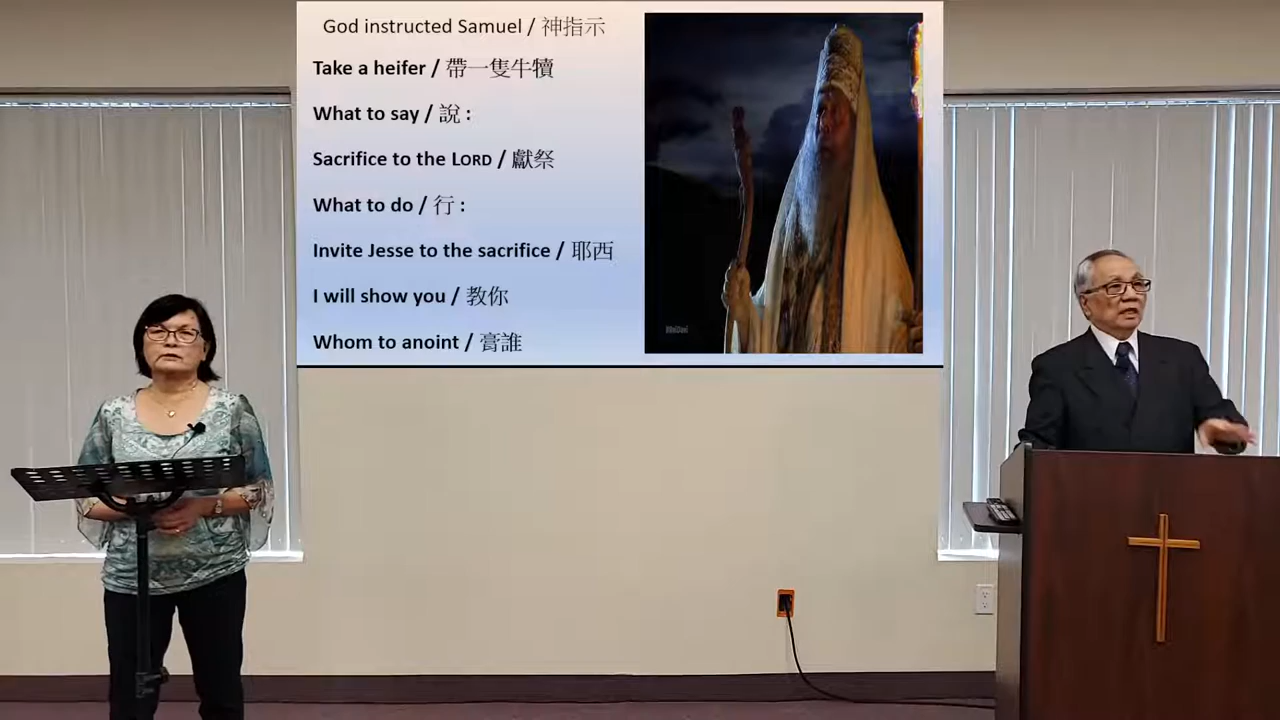 God instructed Samuel / 神指示
Take a heifer / 帶一隻牛犢
What to say / 說 :
Sacrifice to the LORD / 獻祭
What to do / 行 :
Invite Jesse to the sacrifice / 耶西
I will show you / 教你
Whom to anoint / 膏誰